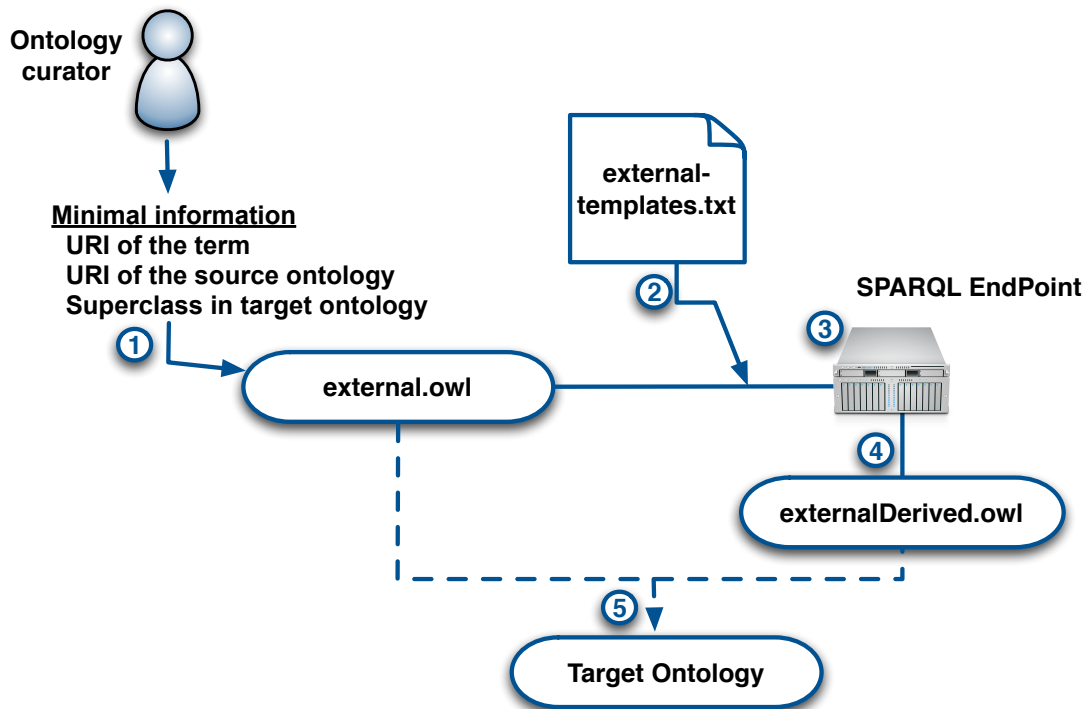 Ontology
curator
Minimal information
URI of the term
URI of the source ontology
Superclass in target ontology
1
external.owl
external-
templates.txt
2
SPARQL EndPoint
3
4
externalDerived.owl
5
Target Ontology